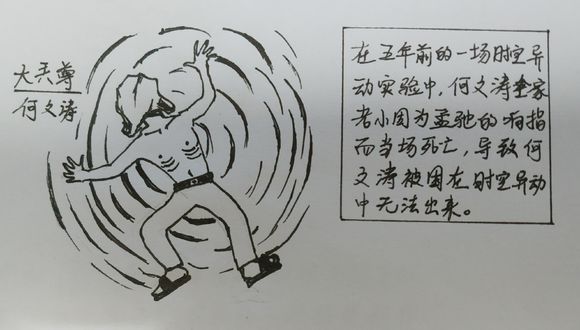 大天尊
何文涛
在五年前的一场时空异
动实验中，何文涛全家
老小因为孟驰的响指
而当场死亡，导致何
文涛被困在时空异动
中无法出来。